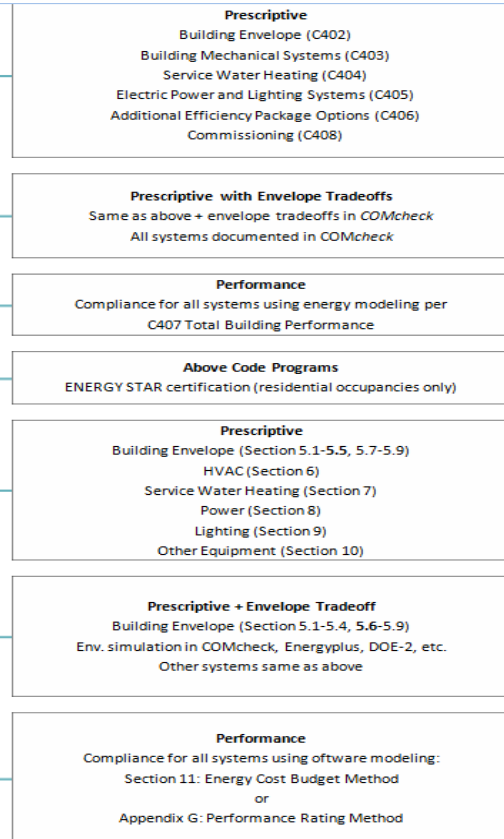 Prescriptive
Building Envelope (C402)
Building Mechanical Systems (C403)
Service Water Heating (C404)
Electric Power and Lighting Systems (C405)
Additional Efficiency Package Options (C406)
Commissioning (C408)
Prescriptive with Envelope Tradeoffs
Same as above + envelope tradeoffs in COMcheck
All systems documented in COMcheck
Performance
Compliance for all systems using energy modeling per
C407 Total Building Performance
Above Code Programs
ENERGY STAR certification (residential occupancies only)
Prescriptive
Building Envelope (Section 5.1-5.5, 5.7-5.9)
HVAC (Section 6)
Service Water Heating (Section 7)
Power (Section 8)
Lighting (Section 9)
Other Equipment (Section 10)
Prescriptive + Envelope Tradeoff
Building Envelope (Section 5.1-5.4, 5.6-5.9)
Env. simulation in COMcheck, Energyplus, DOE-2, etc.
Other systems same as above
Performance
Compliance for all systems using oftware modeling:
Section 11: Energy Cost Budget Method
or
Appendix G: Performance Rating Method